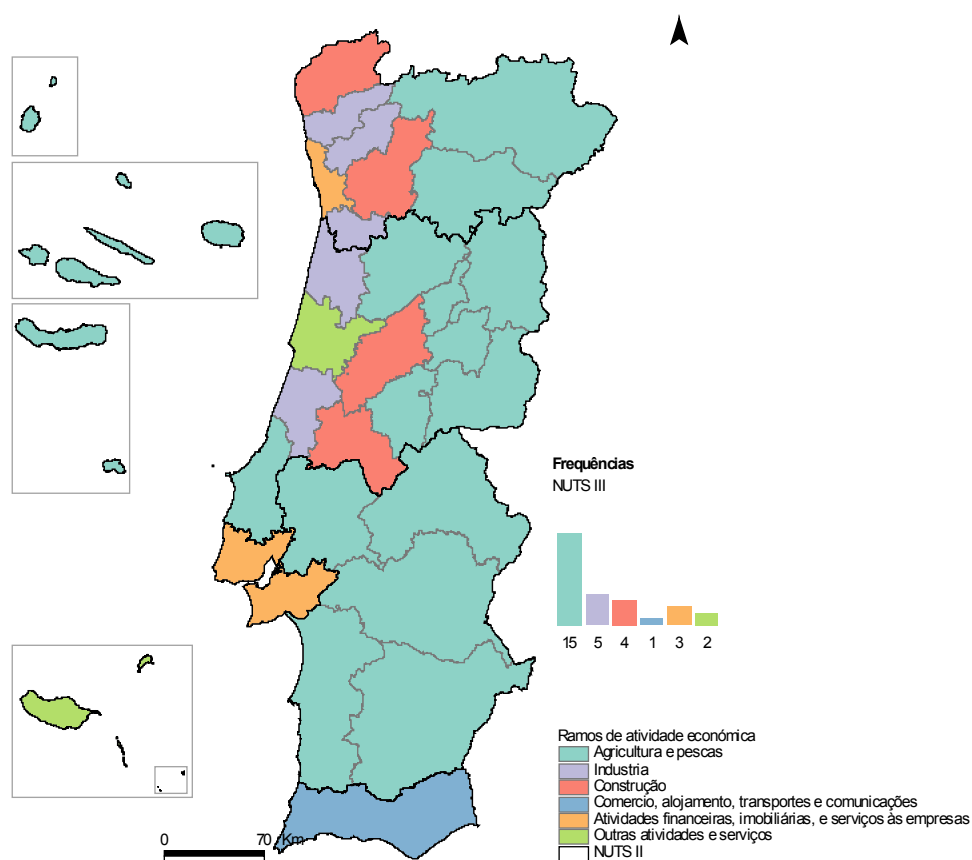 Frequências
NUTS III
15 5 4 1 3 2
Ramos de atividade económica
Agricultura e pescas
Industria
Construção
Comercio, alojamento, transportes e comunicações
Atividades financeiras, imobiliárias, e serviços às empresas
Outras atividades e serviços
NUTS II
0 70 Km